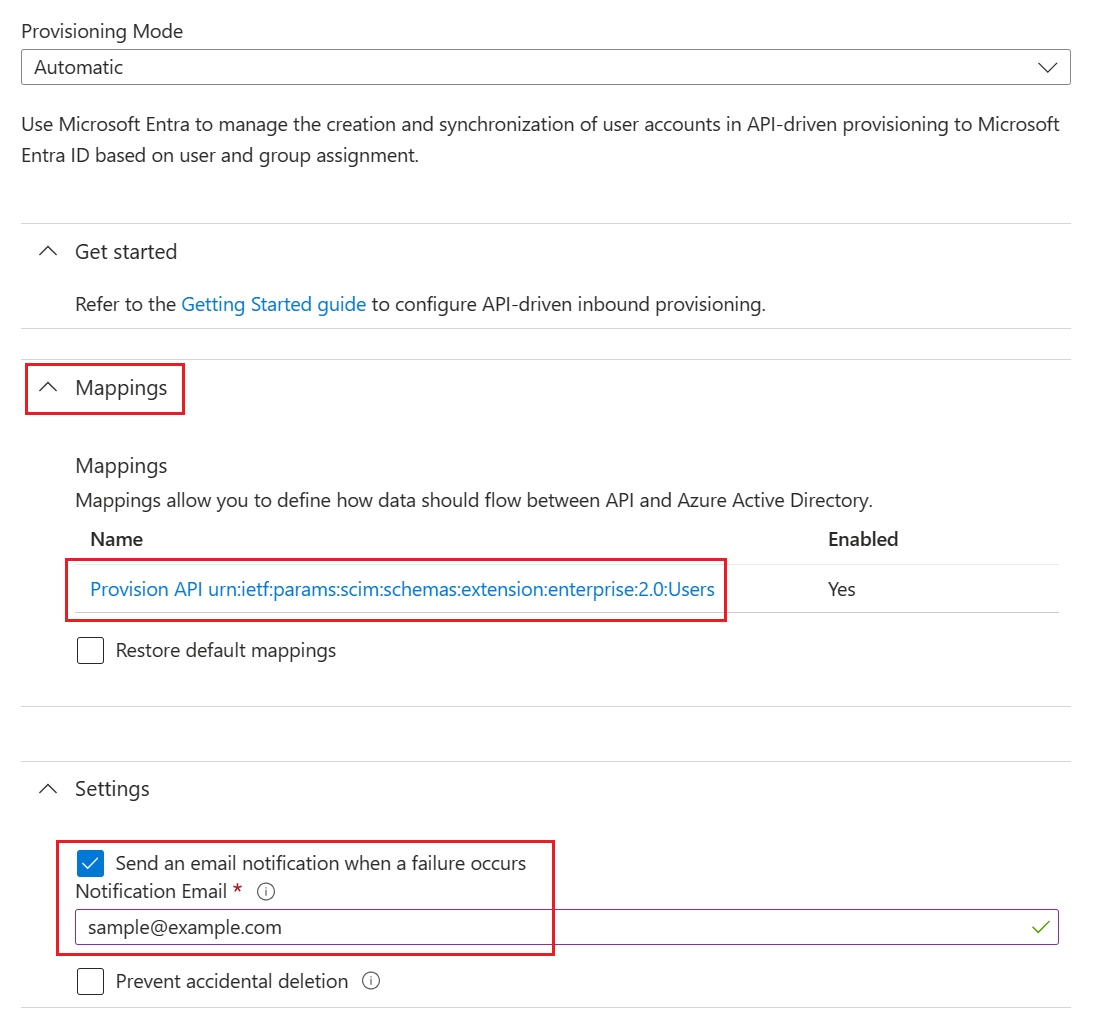 Provisioning Mode
Automatic
Use Microsoft Entra to manage the creation and synchronization of user accounts in API-driven provisioning to Microsoft
Entra ID based on user and group assignment.
Get started
Refer to the Getting Started guide to configure API-driven inbound provisioning.
Mappings
Mappings
Mappings allow you to define how data should flow between API and Azure Active Directory.
Name Enabled
Provision API urn:ietf:params:scim:schemas:extension:enterprise:2.0:Users Yes
Restore default mappings
Settings
Send an email notification when a failure occurs
Notification Email *
sample@example.com
Prevent accidental deletion